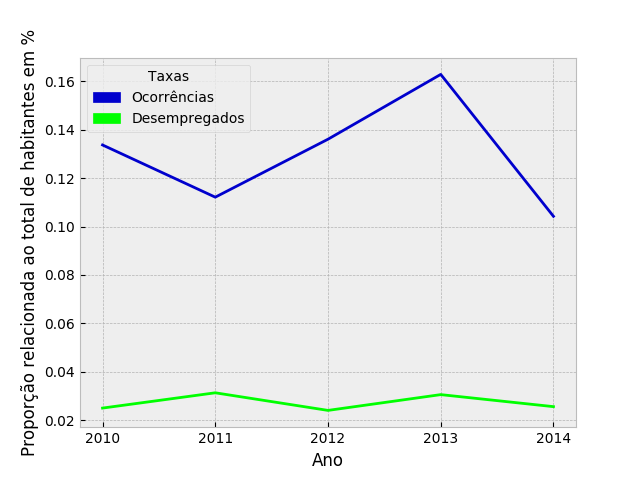 Proporção relacionada ao total de habitantes em %
0.16
0.14
0.12
0.10
0.08
0.06
0.04
0.02
Taxas
Ocorrências
Desempregados
2010 2011 2012 2013 2014
Ano